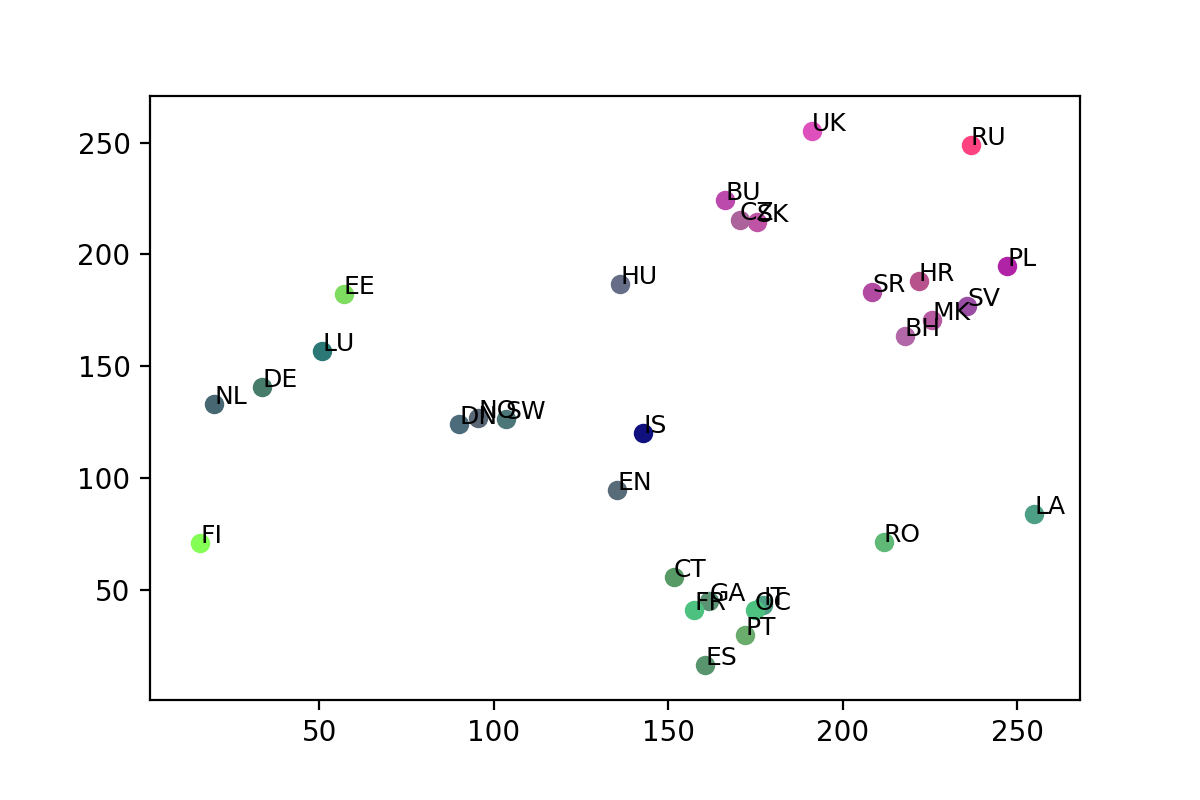 UK
RU
BU
CZ
SK
HU
EE
SR
HR
PL
SV
MK
BH
LU
DE
NL
DN
NO
SW
IS
EN
LA
FI
RO
CT
GA
FR
IT
OC
PT
ES
250
200
150
100
50
50
100
150
200
250